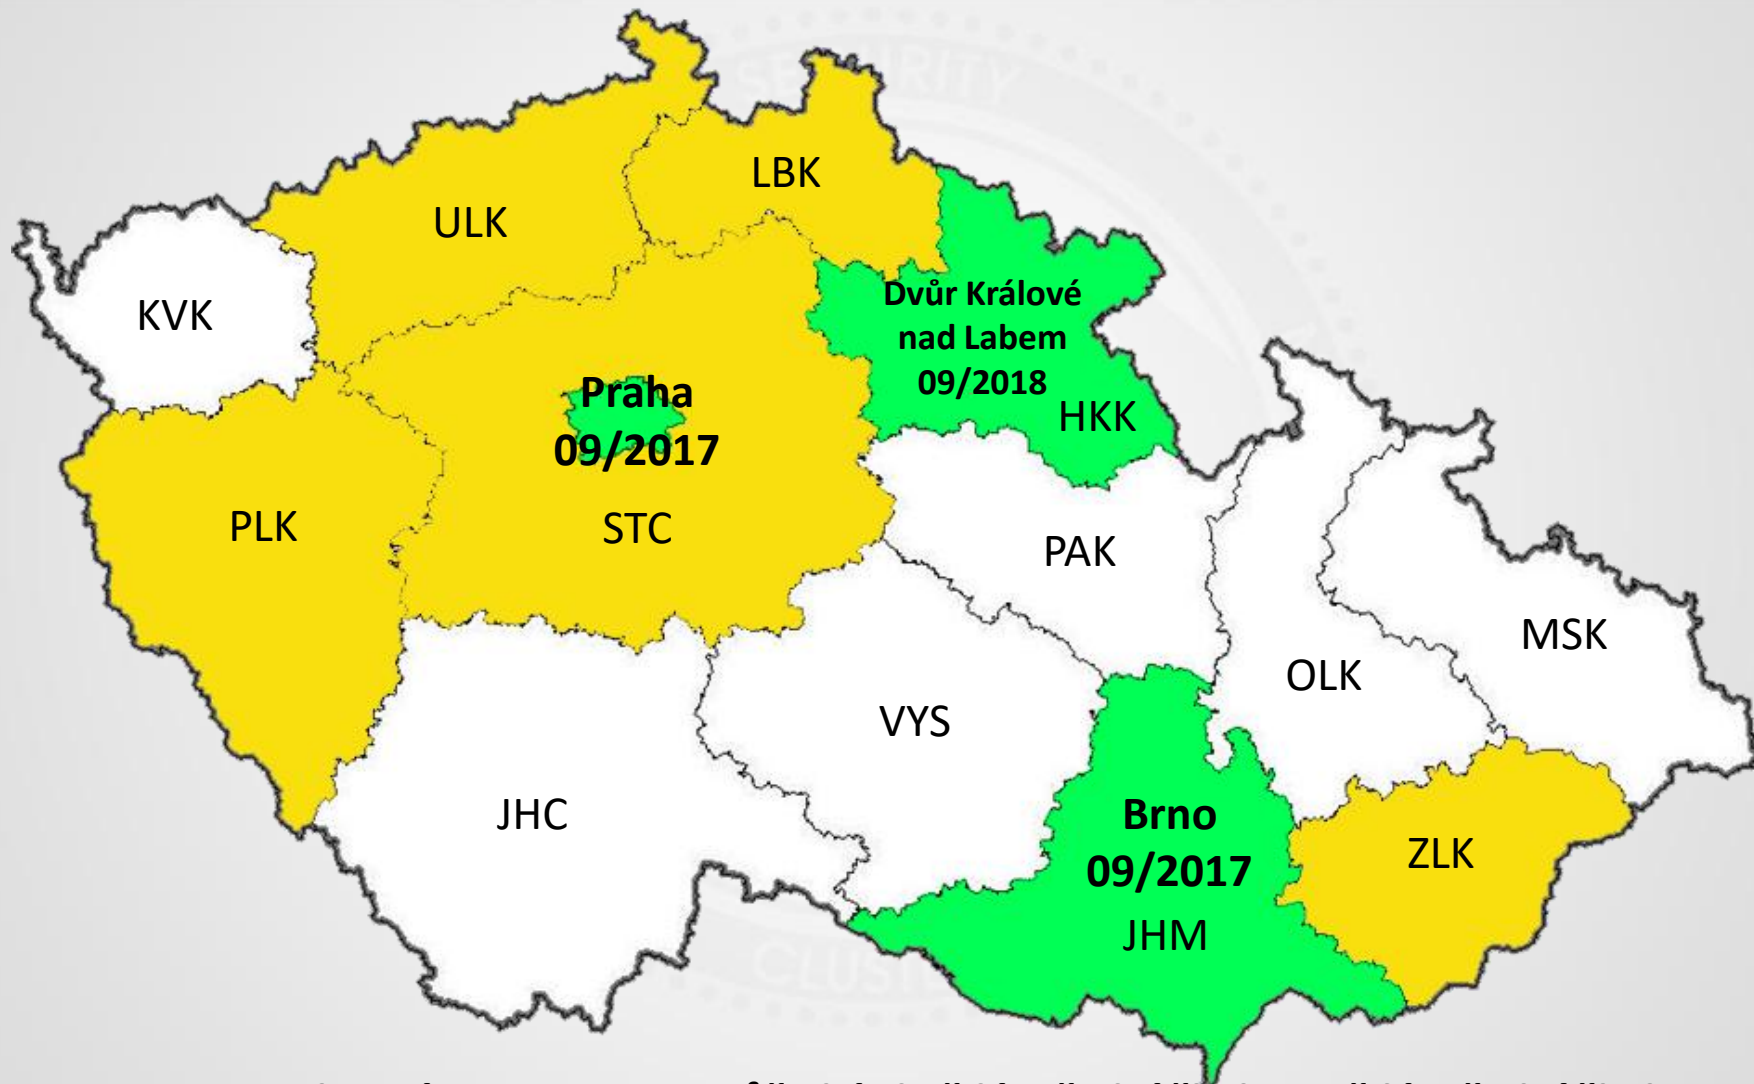 SECURITY
LBK
ULK
KVK
Dvůr Králové
nad Labem
09/2018
HKK
Praha
09/2017
PLK
STC
PAK
MSK
OLK
VYS
JHC
Brno
09/2017
ZLK
JHM